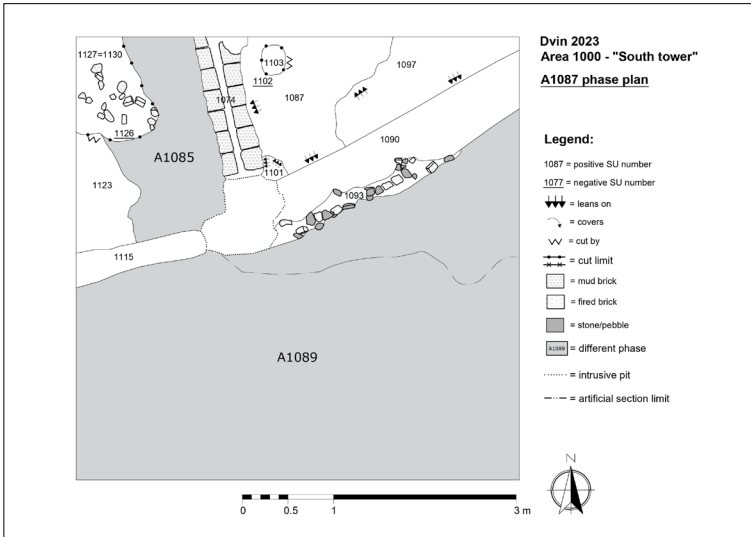 Dvin 2023
Area 1000 - "South tower"
A1087 phase plan
1127=1130
1103
1102
1097
1074
1087
1126
A1085
1090
1101
1123
1093
1115
A1089
Legend:
1087 = positive SU number
1077 = negative SU number
= leans on
= covers
= cut by
= cut limit
= mud brick
= fired brick
= stone/pebble
A1089 = different phase
= intrusive pit
= artificial section limit
N
0 0.5 1 3 m